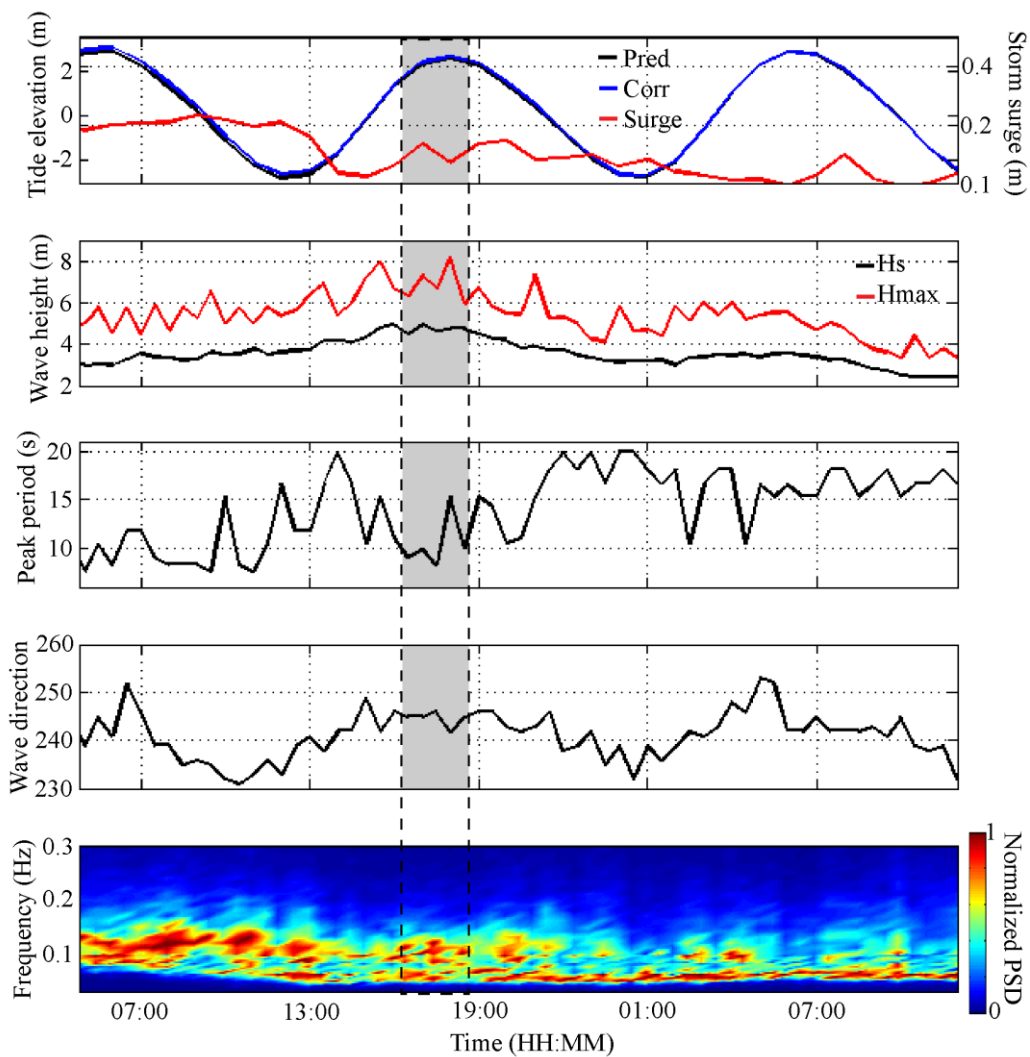 Tide elevation (m)
2
0
-2
Pred
Corr
Surge
0.4
0.2
0.1
Storm surge (m)
Wave height (m)
8
6
4
2
Hs
Hmax
Peak period (s)
20
15
10
Wave direction
260
250
240
230
Frequency (Hz)
0.3
0.2
0.1
1
0
Normalized PSD
07:00 13:00 19:00 01:00 07:00
Time (HH:MM)